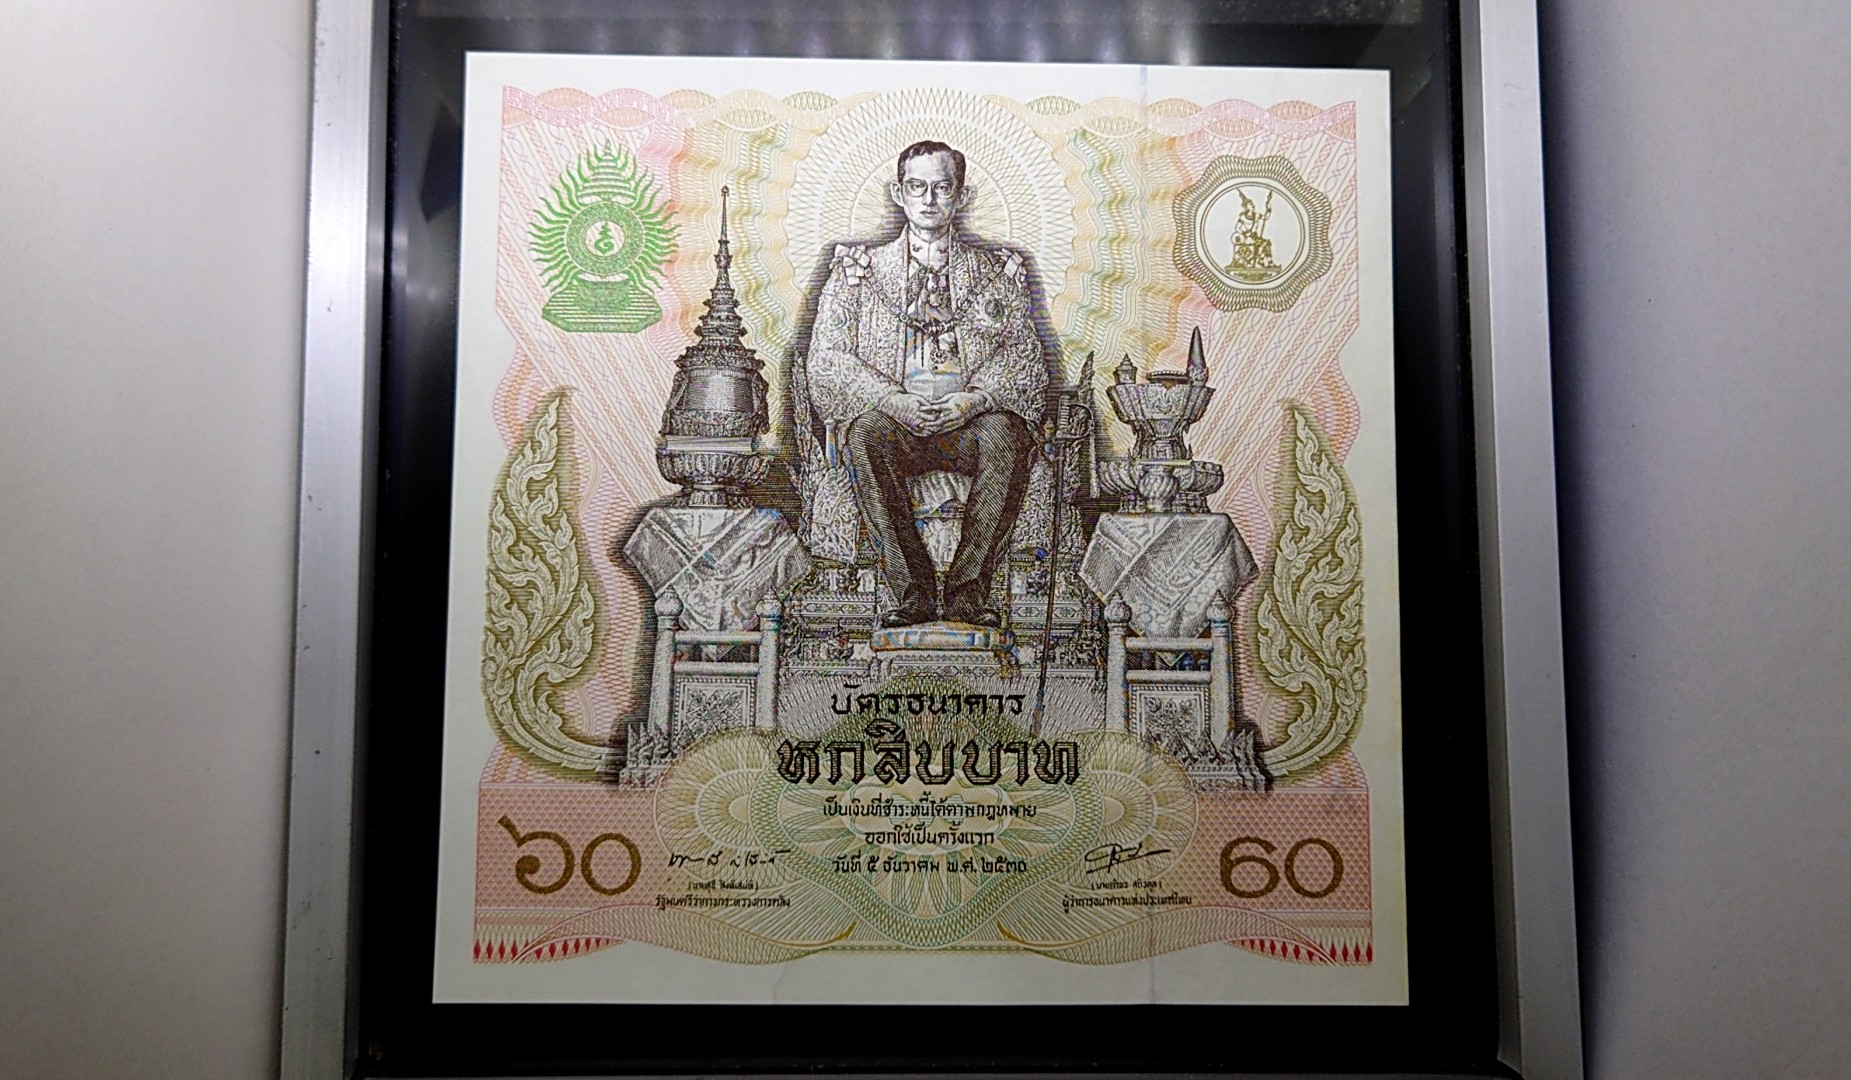 บัตรธนาคาร
หกสิบบาท
เป็นเงินที่ชำระหนี้ได้ตามกฎหมาย
ออกใช้เป็นครั้งแรก
วันที่ ๕ ธันวาคม พ.ศ. ๒๕๓๐
๖๐
รัฐมนตรีว่าการกระทรวงการคลัง
ผู้ว่าการธนาคารแห่งประเทศไทย
60